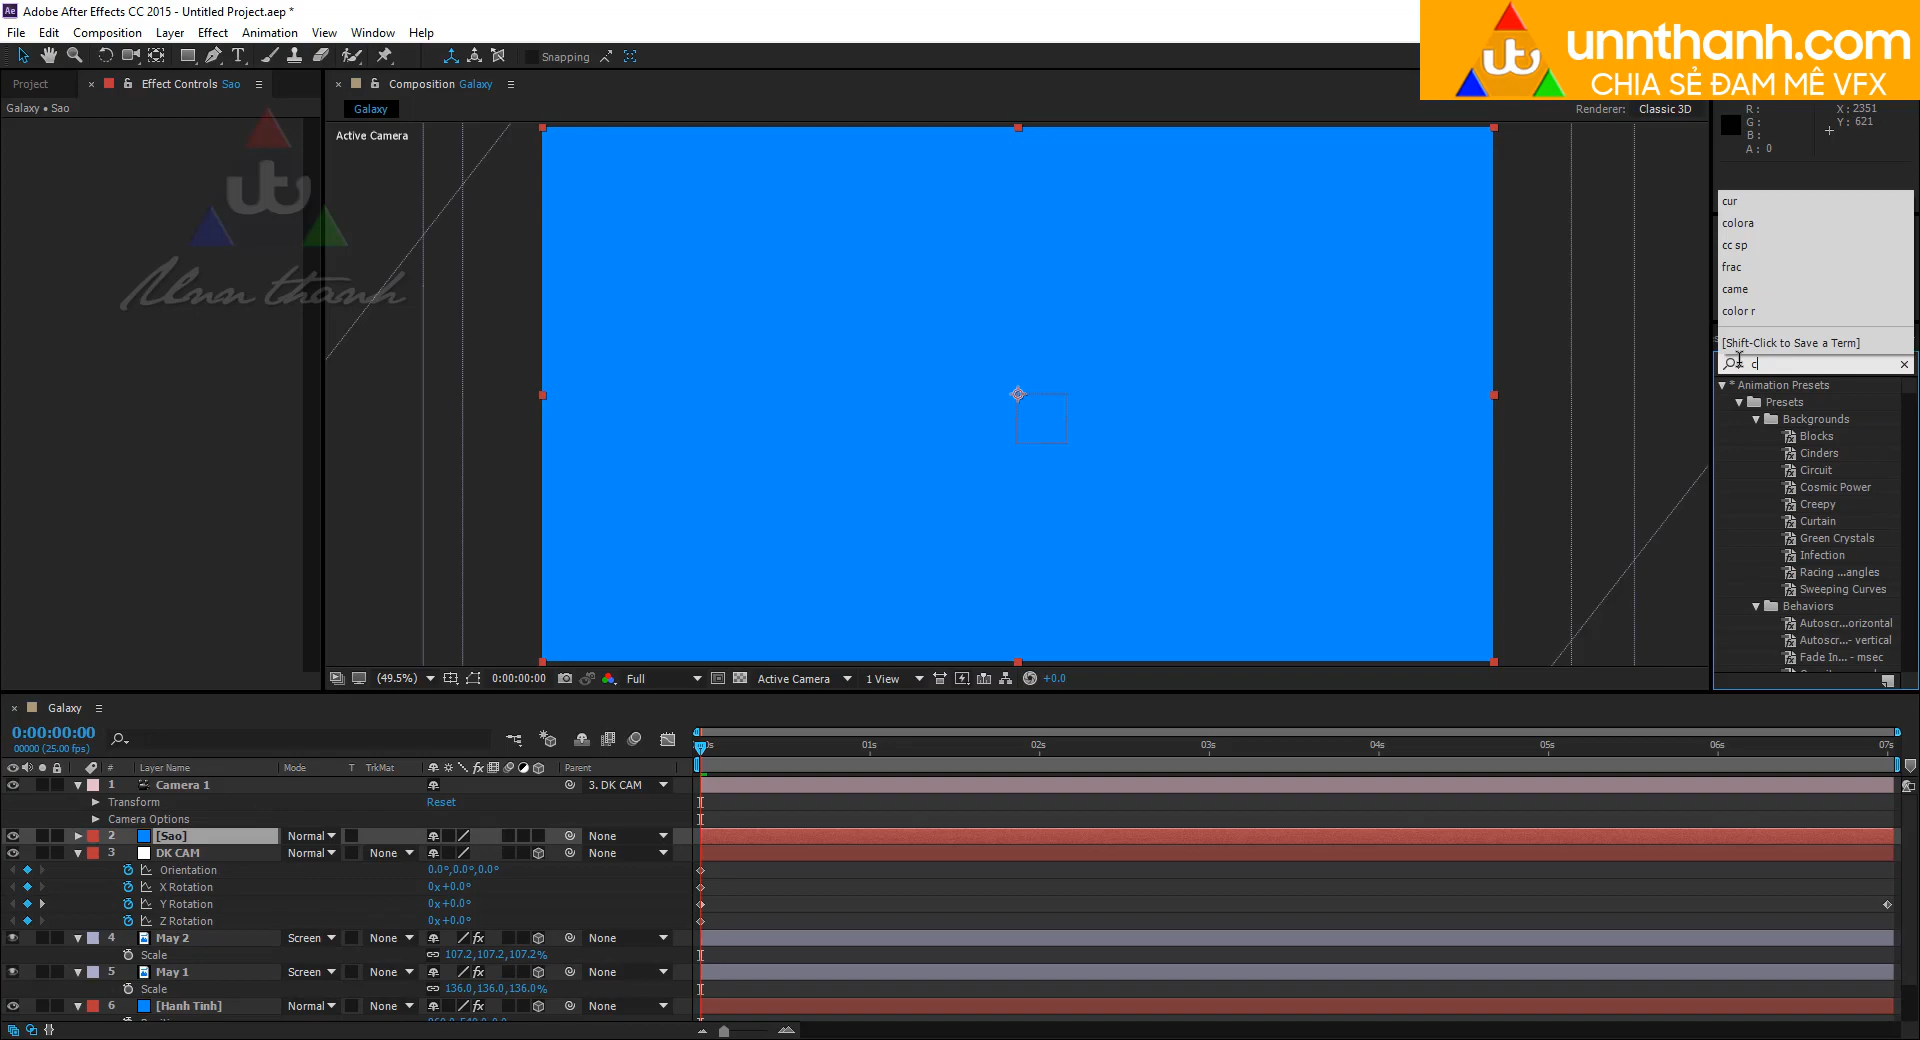 Adobe After Effects CC 2015 - Untitled Project.aep *
File Edit Composition Layer Effect Animation View Window Help
Snapping
unnthanh.com
CHIA SẺ ĐAM MÊ VFX
Project
Effect Controls Sao
Composition Galaxy
Galaxy • Sao
Galaxy
Renderer: Classic 3D
Active Camera
R :
G :
B :
A : 0
X : 2351
Y : 621
Unn thanh
cur
colora
cc sp
frac
came
color r
[Shift-Click to Save a Term]
c
* Animation Presets
Presets
Backgrounds
Blocks
Cinders
Circuit
Cosmic Power
Creepy
Curtain
Green Crystals
Infection
Racing ...angles
Sweeping Curves
Behaviors
Autoscr...orizontal
Autoscr...- vertical
Fade In... - msec
(49.5%) 0:00:00:00 Full Active Camera 1 View +0.0
Galaxy
0:00:00:00
00000 (25.00 fps)
0s 01s 02s 03s 04s 05s 06s 07s
# Layer Name Mode T TrkMat Parent
1 Camera 1 3. DK CAM
Transform Reset
Camera Options
2 [Sao] Normal None
3 DK CAM Normal None None
Orientation 0.0°,0.0°,0.0°
X Rotation 0x+0.0°
Y Rotation 0x+0.0°
Z Rotation 0x+0.0°
4 May 2 Screen None None
Scale 107.2,107.2,107.2%
5 May 1 Screen None None
Scale 136.0,136.0,136.0%
6 [Hanh Tinh] Normal None None